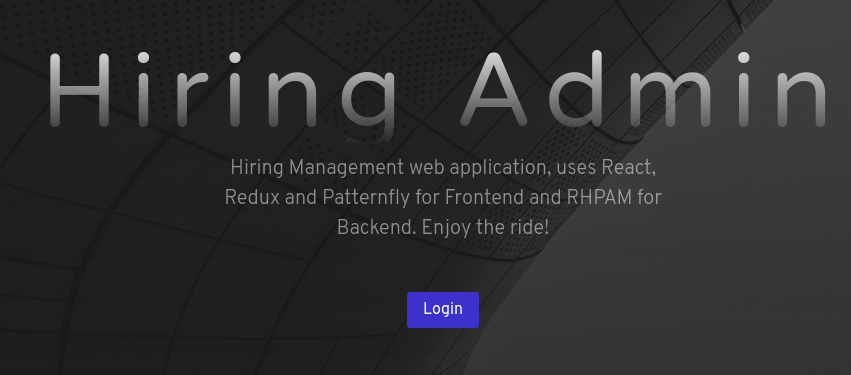 Hiring Admin
Hiring Management web application, uses React,
Redux and Patternfly for Frontend and RHPAM for
Backend. Enjoy the ride!
Login